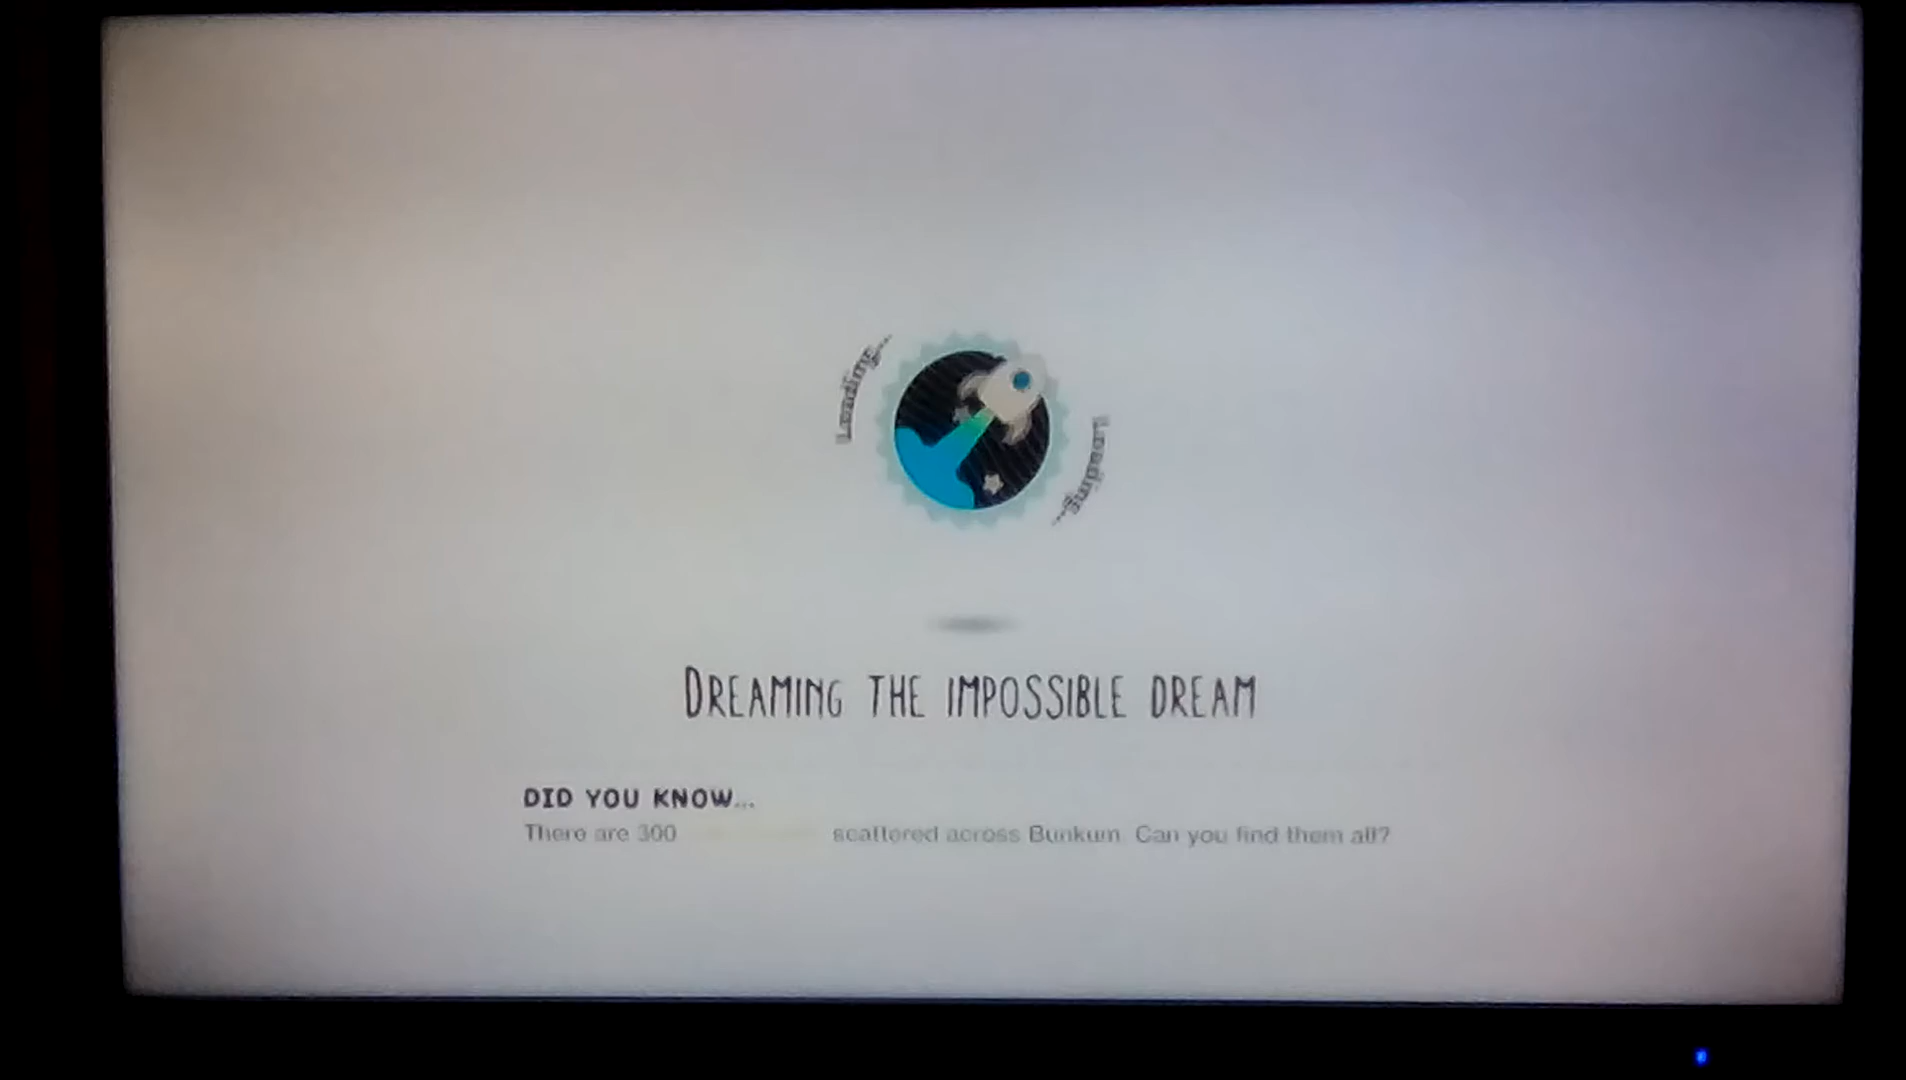 Loading...
Loading...
DREAMING THE IMPOSSIBLE DREAM
DID YOU KNOW...
There are 300 scattered across Bunkum. Can you find them all?